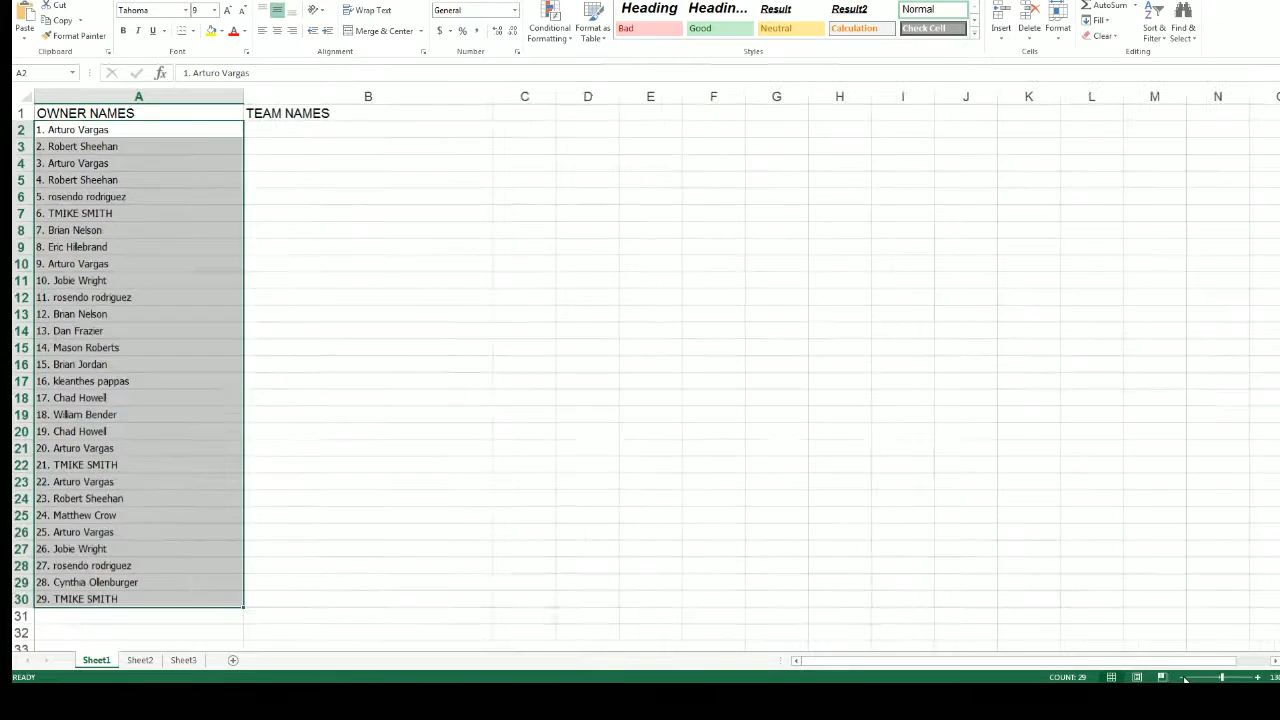 Cut
Copy
Paste
Format Painter
Clipboard
Tahoma 9
B I U
Font
Wrap Text
Merge & Center
Alignment
General
$ %
Number
Conditional Formatting
Format as Table
Heading Headin... Result Result2 Normal
Bad Good Neutral Calculation Check Cell
Styles
Insert Delete Format
Cells
AutoSum
Fill
Clear
Sort & Filter
Find & Select
Editing
A2 fx 1. Arturo Vargas
A B C D E F G H I J K L M N
1 OWNER NAMES TEAM NAMES
2 1. Arturo Vargas
3 2. Robert Sheehan
4 3. Arturo Vargas
5 4. Robert Sheehan
6 5. rosendo rodriguez
7 6. TMIKE SMITH
8 7. Brian Nelson
9 8. Eric Hillebrand
10 9. Arturo Vargas
11 10. Jobie Wright
12 11. rosendo rodriguez
13 12. Brian Nelson
14 13. Dan Frazier
15 14. Mason Roberts
16 15. Brian Jordan
17 16. kleanthes pappas
18 17. Chad Howell
19 18. William Bender
20 19. Chad Howell
21 20. Arturo Vargas
22 21. TMIKE SMITH
23 22. Arturo Vargas
24 23. Robert Sheehan
25 24. Matthew Crow
26 25. Arturo Vargas
27 26. Jobie Wright
28 27. rosendo rodriguez
29 28. Cynthia Olenburger
30 29. TMIKE SMITH
31
32
33
Sheet1 Sheet2 Sheet3
READY COUNT: 29